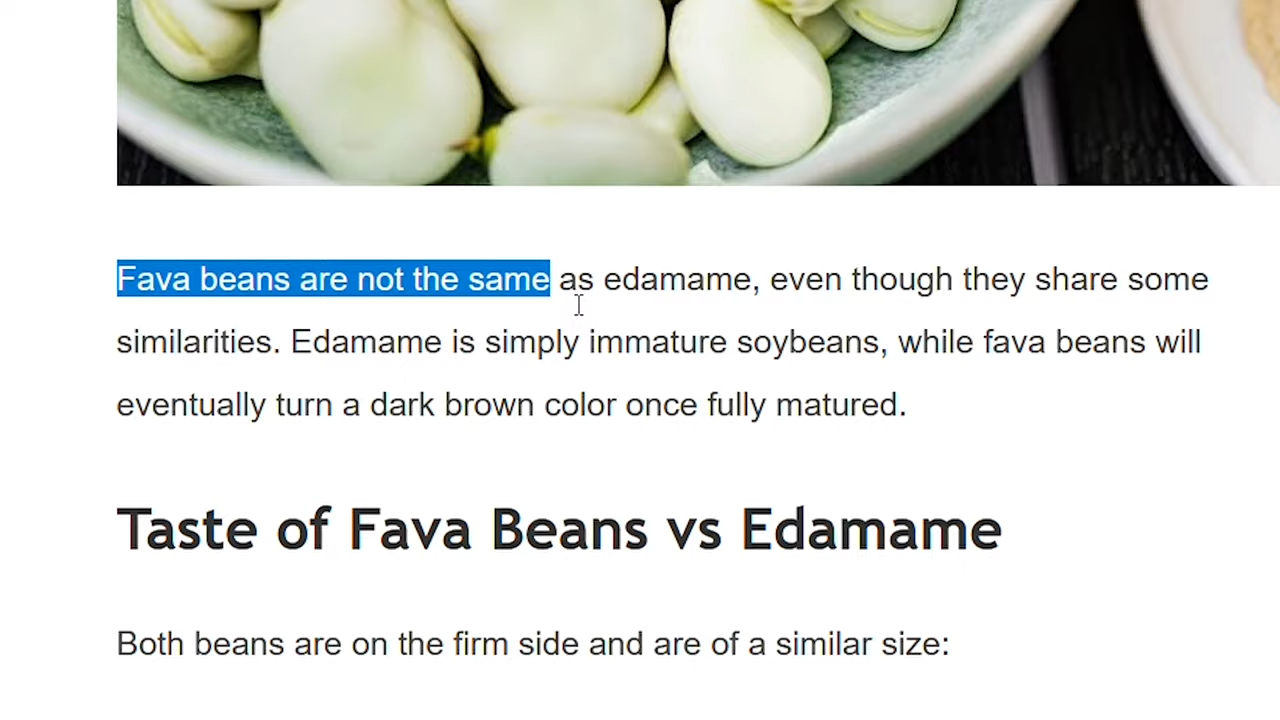 Fava beans are not the same as edamame, even though they share some
similarities. Edamame is simply immature soybeans, while fava beans will
eventually turn a dark brown color once fully matured.
Taste of Fava Beans vs Edamame
Both beans are on the firm side and are of a similar size: